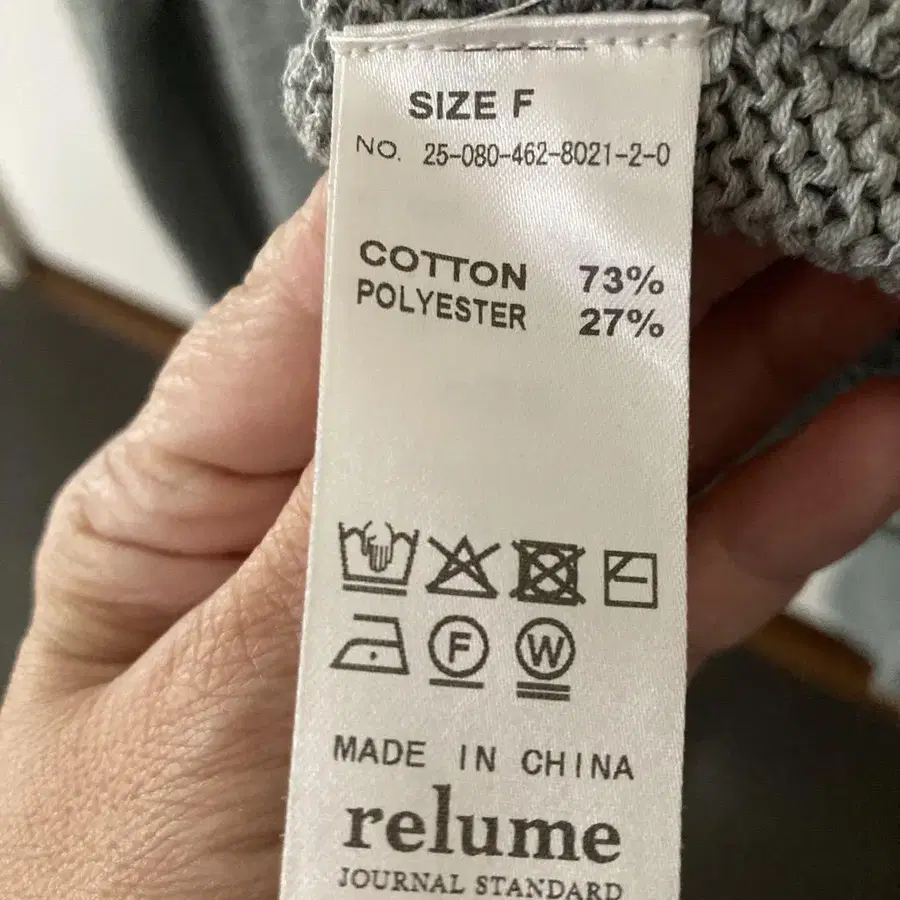 SIZE F
NO. 25-080-462-8021-2-0
COTTON 73%
POLYESTER 27%
F W
MADE IN CHINA
relume
JOURNAL STANDARD